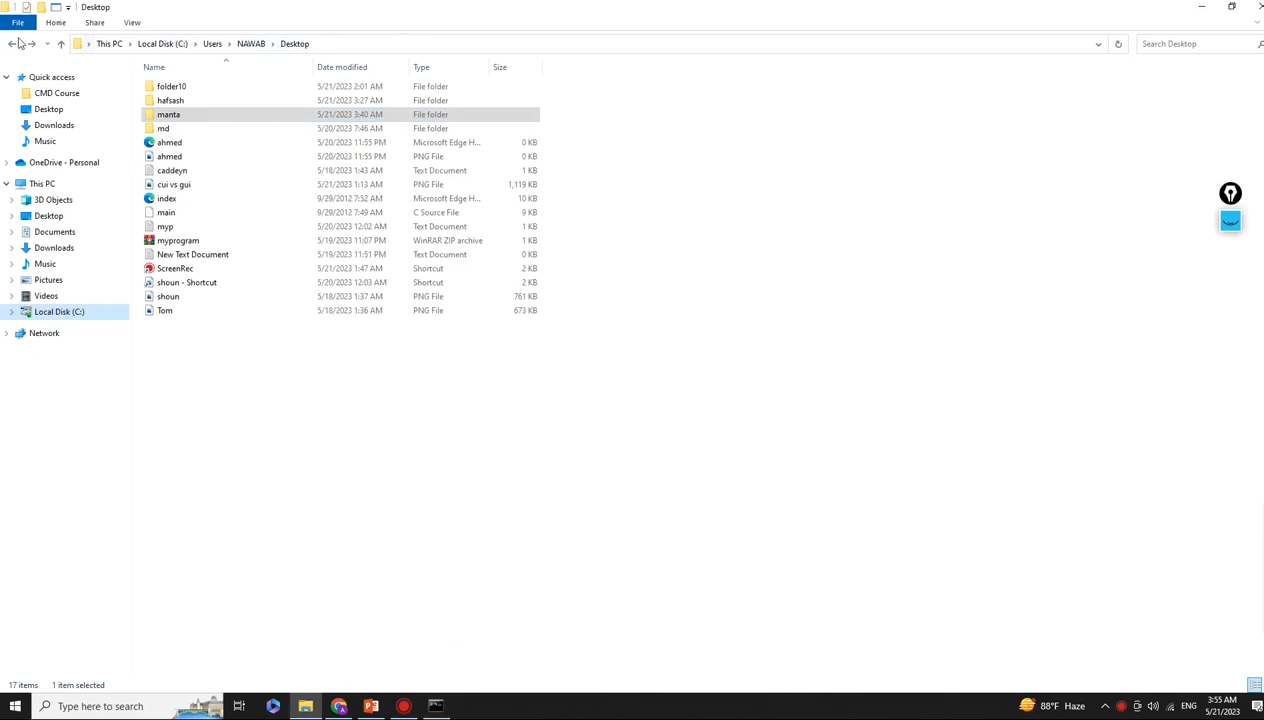 Desktop
File Home Share View
This PC Local Disk (C:) Users NAWAB Desktop Search Desktop
Name Date modified Type Size
Quick access
CMD Course
Desktop
Downloads
Music
OneDrive - Personal
This PC
3D Objects
Desktop
Documents
Downloads
Music
Pictures
Videos
Local Disk (C:)
Network
folder10 5/21/2023 2:01 AM File folder
hafsash 5/21/2023 3:27 AM File folder
manta 5/21/2023 3:40 AM File folder
md 5/20/2023 7:46 AM File folder
ahmed 5/20/2023 11:55 PM Microsoft Edge H... 0 KB
ahmed 5/20/2023 11:55 PM PNG File 0 KB
caddeyn 5/18/2023 1:43 AM Text Document 1 KB
cui vs gui 5/21/2023 1:13 AM PNG File 1,119 KB
index 9/29/2012 7:52 AM Microsoft Edge H... 10 KB
main 9/29/2012 7:49 AM C Source File 9 KB
myp 5/20/2023 12:02 AM Text Document 1 KB
myprogram 5/19/2023 11:07 PM WinRAR ZIP archive 1 KB
New Text Document 5/19/2023 11:51 PM Text Document 0 KB
ScreenRec 5/21/2023 1:47 AM Shortcut 2 KB
shoun - Shortcut 5/20/2023 12:03 AM Shortcut 2 KB
shoun 5/18/2023 1:37 AM PNG File 761 KB
Tom 5/18/2023 1:36 AM PNG File 673 KB
17 items 1 item selected
Type here to search
88°F Haze
ENG
3:55 AM
5/21/2023